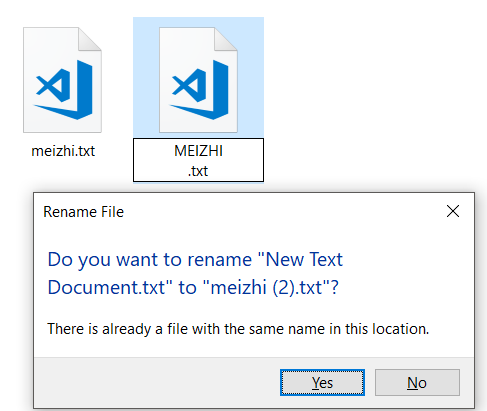 meizhi.txt
MEIZHI
.txt
Rename File
Do you want to rename "New Text
Document.txt" to "meizhi (2).txt"?
There is already a file with the same name in this location.
Yes
No